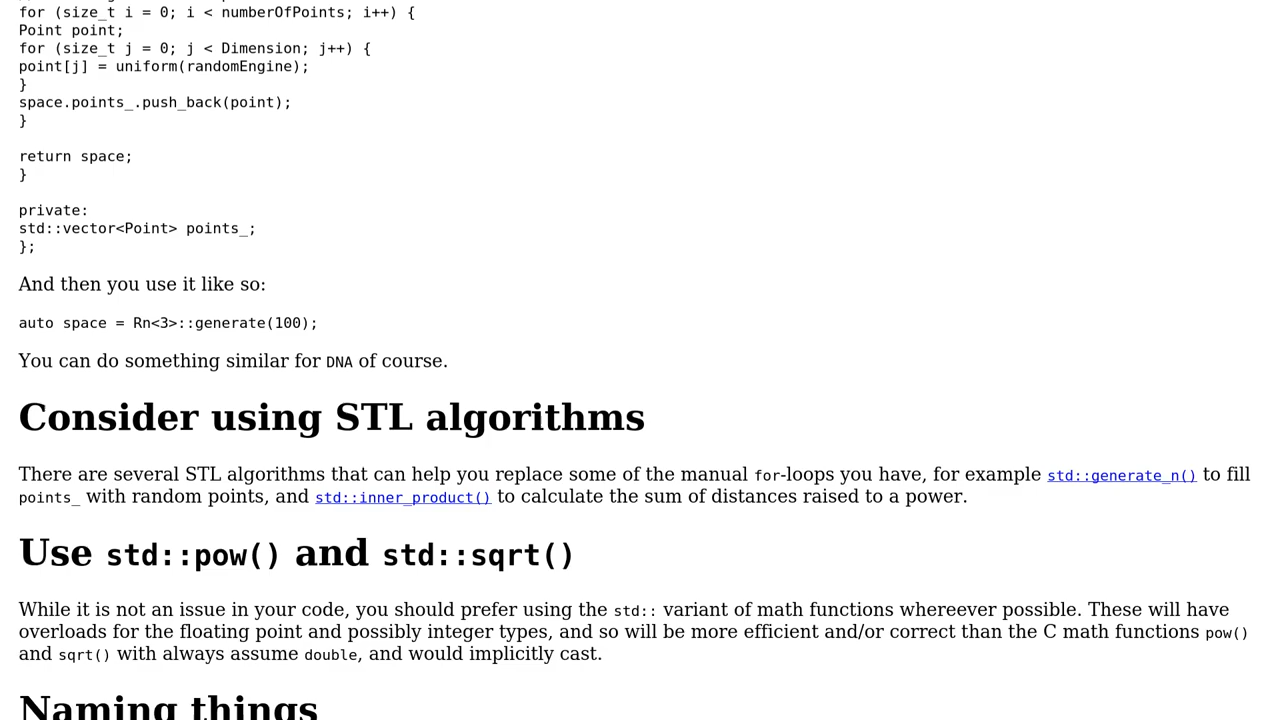 for (size_t i = 0; i < numberOfPoints; i++) {
Point point;
for (size_t j = 0; j < Dimension; j++) {
point[j] = uniform(randomEngine);
}
space.points_.push_back(point);
}
return space;
}
private:
std::vector<Point> points_;
};
And then you use it like so:
auto space = Rn<3>::generate(100);
You can do something similar for DNA of course.
Consider using STL algorithms
There are several STL algorithms that can help you replace some of the manual for-loops you have, for example std::generate_n() to fill
points_ with random points, and std::inner_product() to calculate the sum of distances raised to a power.
Use std::pow() and std::sqrt()
While it is not an issue in your code, you should prefer using the std:: variant of math functions whereever possible. These will have
overloads for the floating point and possibly integer types, and so will be more efficient and/or correct than the C math functions pow()
and sqrt() with always assume double, and would implicitly cast.
Naming things